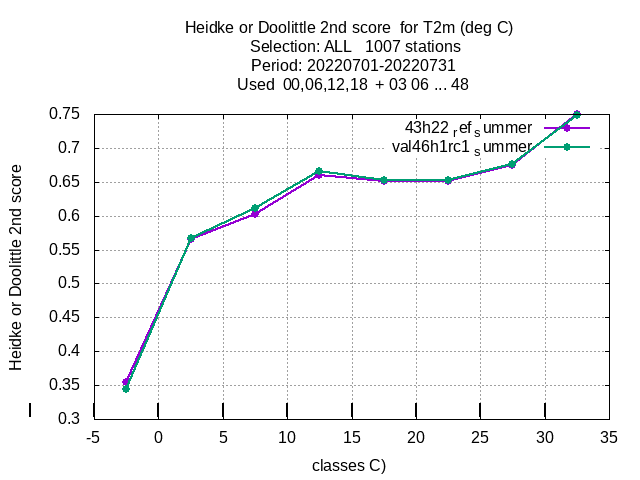 Heidke or Doolittle 2nd score  for T2m (deg C)
Selection: ALL   1007 stations
Period: 20220701-20220731
Used  00,06,12,18  + 03 06 ... 48
43h22 ref summer
val46h1rc1 summer
Heidke or Doolittle 2nd score
0.75
0.7
0.65
0.6
0.55
0.5
0.45
0.4
0.35
0.3
-5 0 5 10 15 20 25 30 35
classes C)